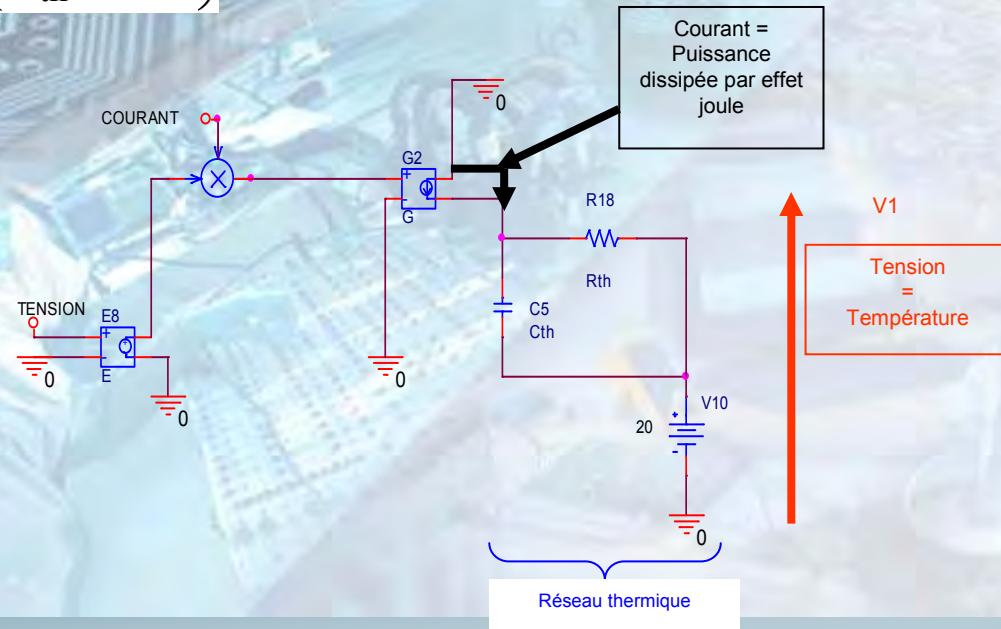 Courant =
Puissance
dissipée par effet
joule
0
COURANT
G2
+
-
G
R18
Rth
V1
Tension
=
Température
TENSION
E8
+
-
E
0
0
0
C5
Cth
V10
+
20
-
0
Réseau thermique